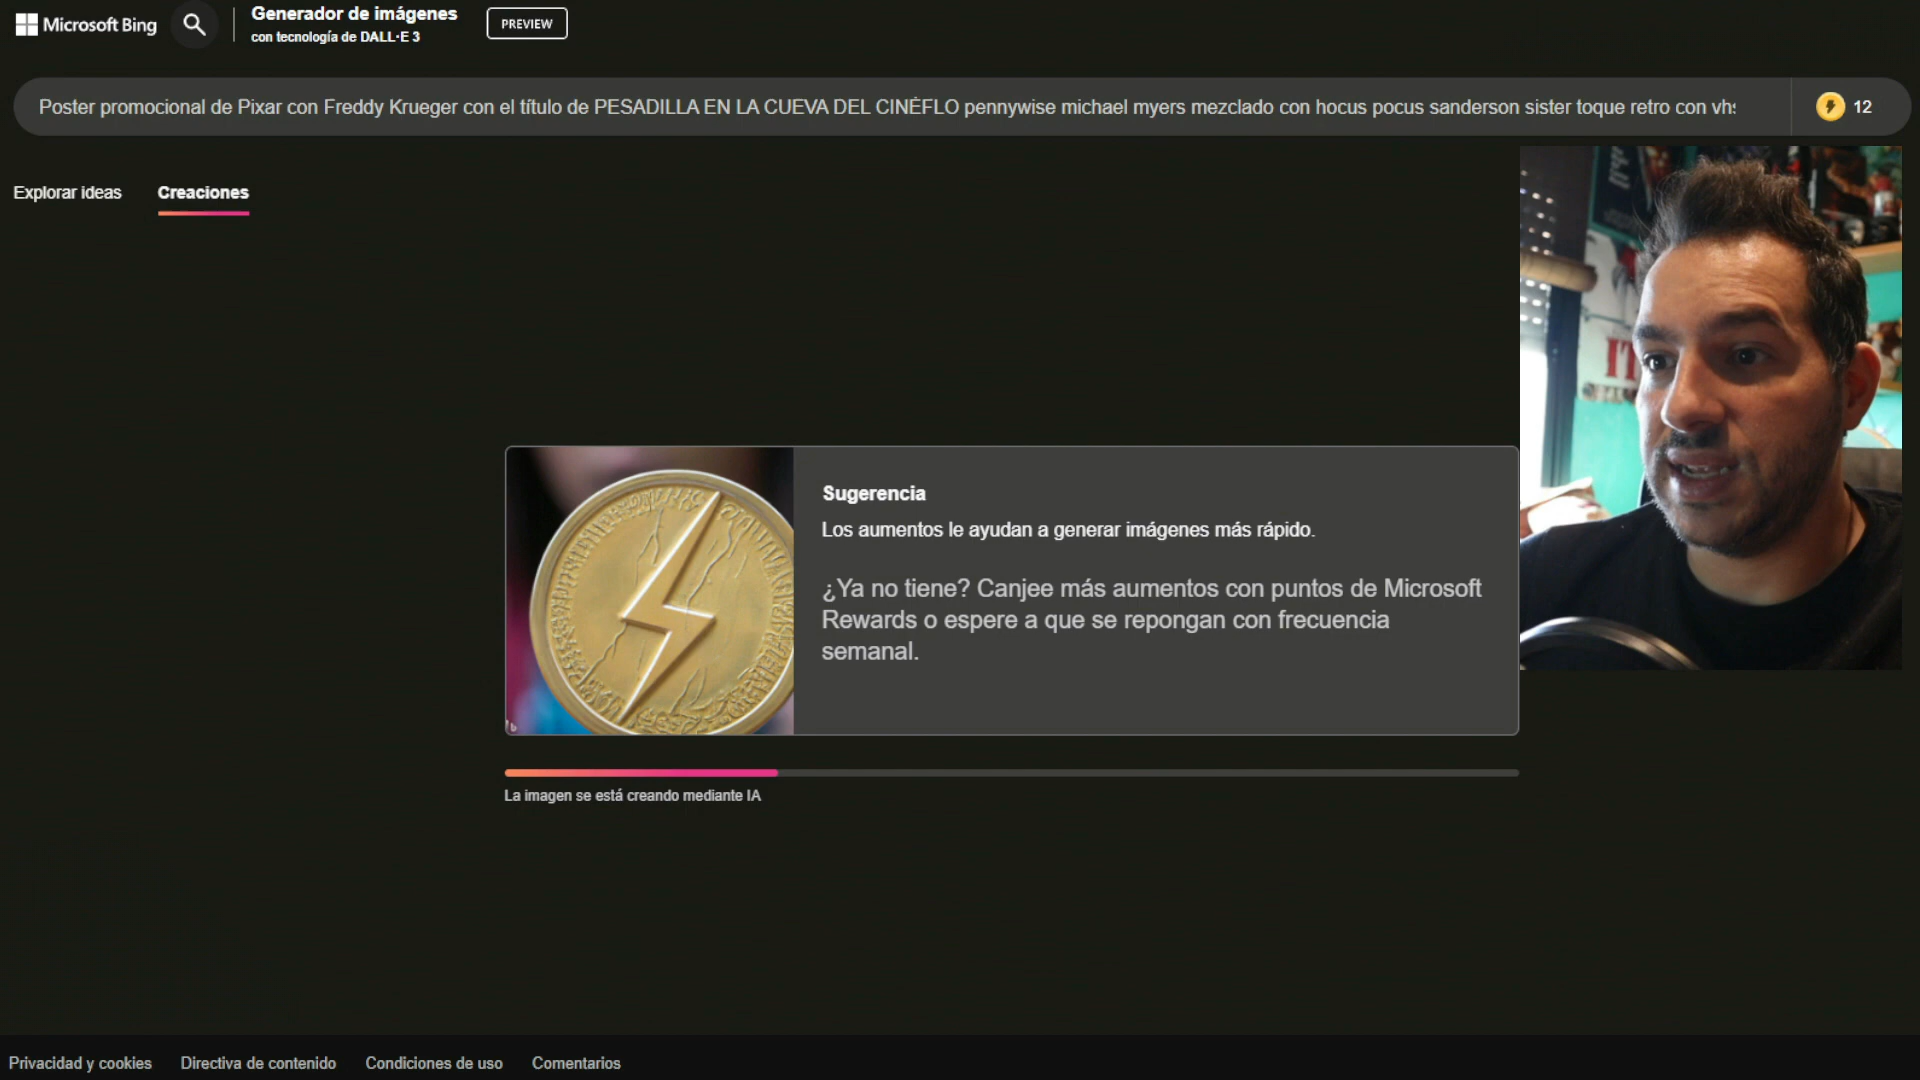 Microsoft Bing
Generador de imágenes
con tecnología de DALL·E 3
PREVIEW
Poster promocional de Pixar con Freddy Krueger con el título de PESADILLA EN LA CUEVA DEL CINÉFLO pennywise michael myers mezclado con hocus pocus sanderson sister toque retro con vhs
12
Explorar ideas
Creaciones
IT
Sugerencia
Los aumentos le ayudan a generar imágenes más rápido.
¿Ya no tiene? Canjee más aumentos con puntos de Microsoft
Rewards o espere a que se repongan con frecuencia
semanal.
La imagen se está creando mediante IA
Privacidad y cookies
Directiva de contenido
Condiciones de uso
Comentarios